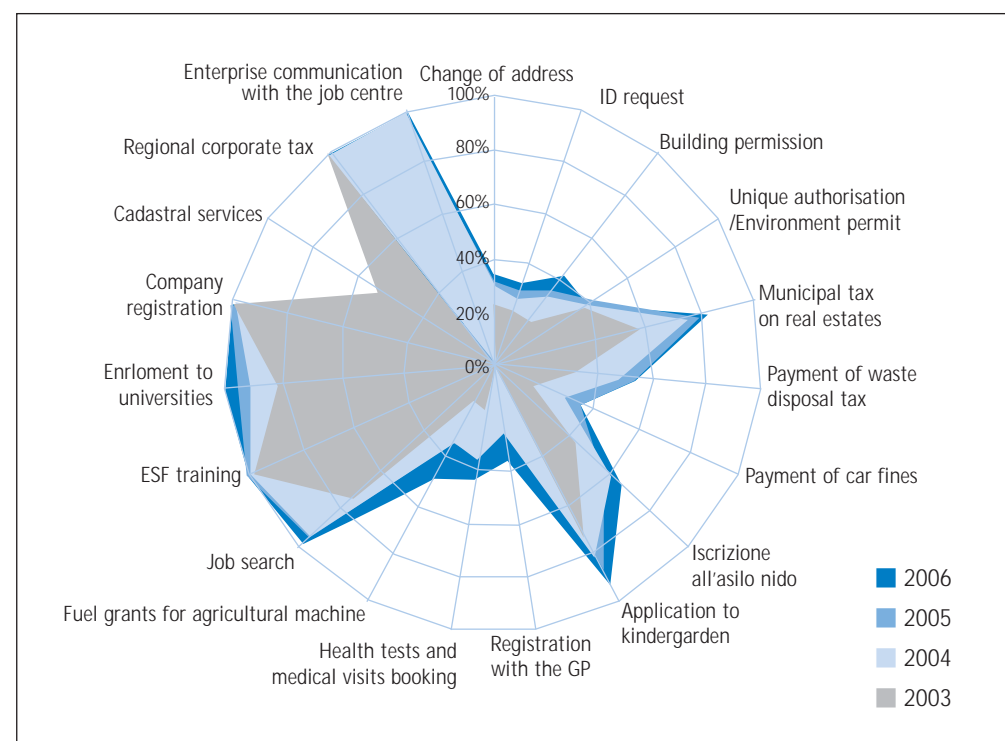 Enterprise communication
with the job centre
Change of address
ID request
Building permission
Unique authorisation
/Environment permit
Municipal tax
on real estates
Payment of waste
disposal tax
Payment of car fines
Iscrizione
all'asilo nido
Application to
kindergarden
Registration
with the GP
Health tests and
medical visits booking
Fuel grants for agricultural machine
Job search
ESF training
Enrloment to
universities
Company
registration
Cadastral services
Regional corporate tax
100%
80%
60%
40%
20%
0%
2006
2005
2004
2003